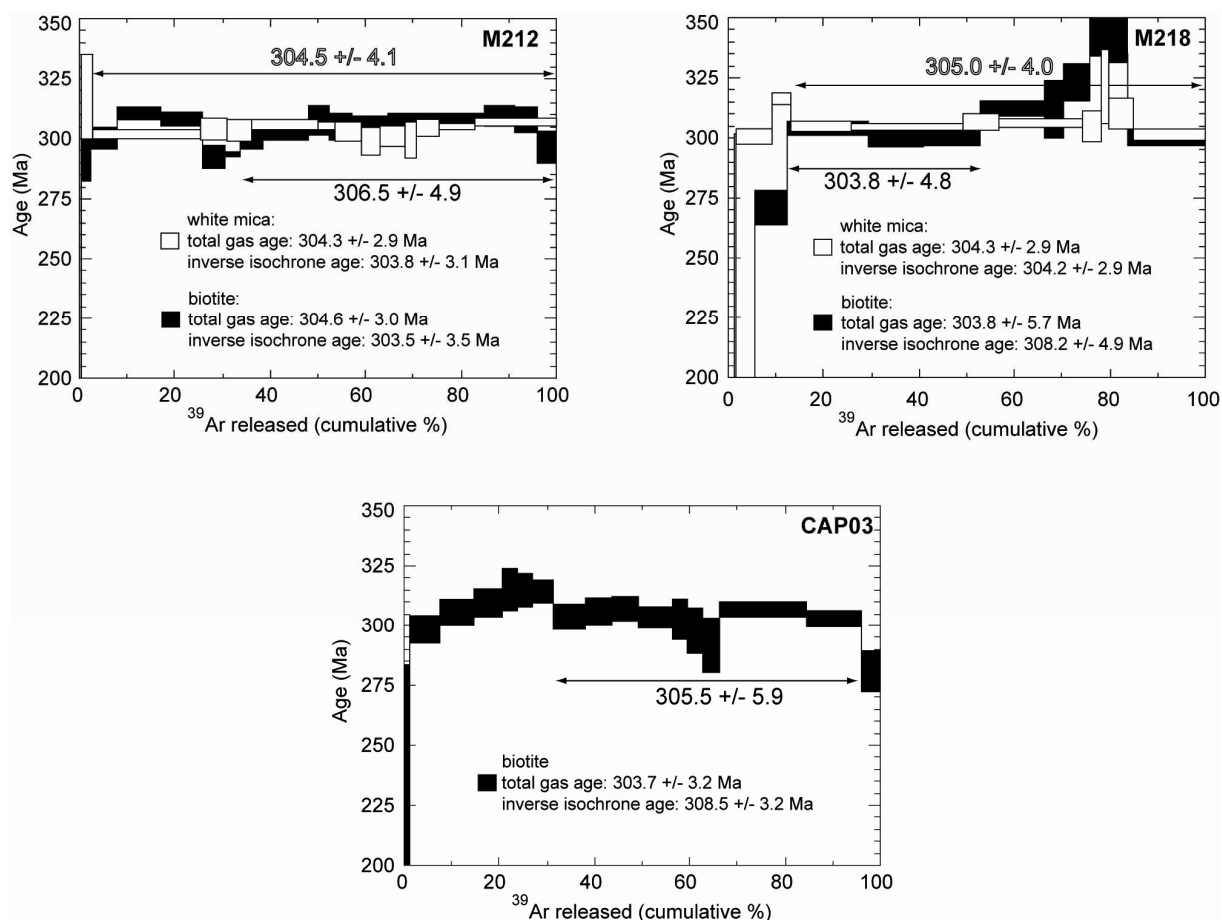 M212
304.5 +/- 4.1
306.5 +/- 4.9
white mica:
total gas age: 304.3 +/- 2.9 Ma
inverse isochrone age: 303.8 +/- 3.1 Ma
biotite:
total gas age: 304.6 +/- 3.0 Ma
inverse isochrone age: 303.5 +/- 3.5 Ma
Age (Ma)
350
325
300
275
250
225
200
0 20 40 60 80 100
39Ar released (cumulative %)
M218
305.0 +/- 4.0
303.8 +/- 4.8
white mica:
total gas age: 304.3 +/- 2.9 Ma
inverse isochrone age: 304.2 +/- 2.9 Ma
biotite:
total gas age: 303.8 +/- 5.7 Ma
inverse isochrone age: 308.2 +/- 4.9 Ma
Age (Ma)
350
325
300
275
250
225
200
0 20 40 60 80 100
39Ar released (cumulative %)
CAP03
305.5 +/- 5.9
biotite
total gas age: 303.7 +/- 3.2 Ma
inverse isochrone age: 308.5 +/- 3.2 Ma
Age (Ma)
350
325
300
275
250
225
200
0 20 40 60 80 100
39Ar released (cumulative %)